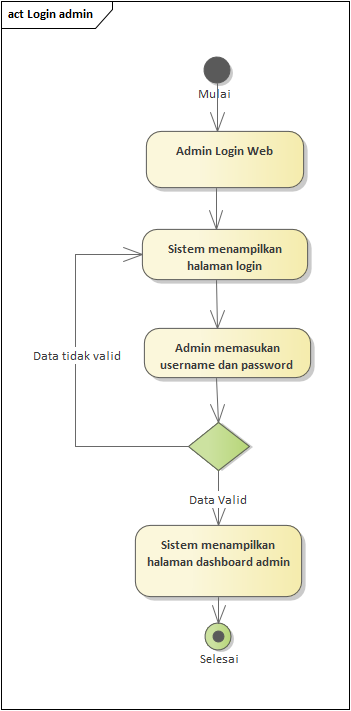 act Login admin
Mulai
Admin Login Web
Sistem menampilkan
halaman login
Data tidak valid
Admin memasukan
username dan password
Data Valid
Sistem menampilkan
halaman dashboard admin
Selesai